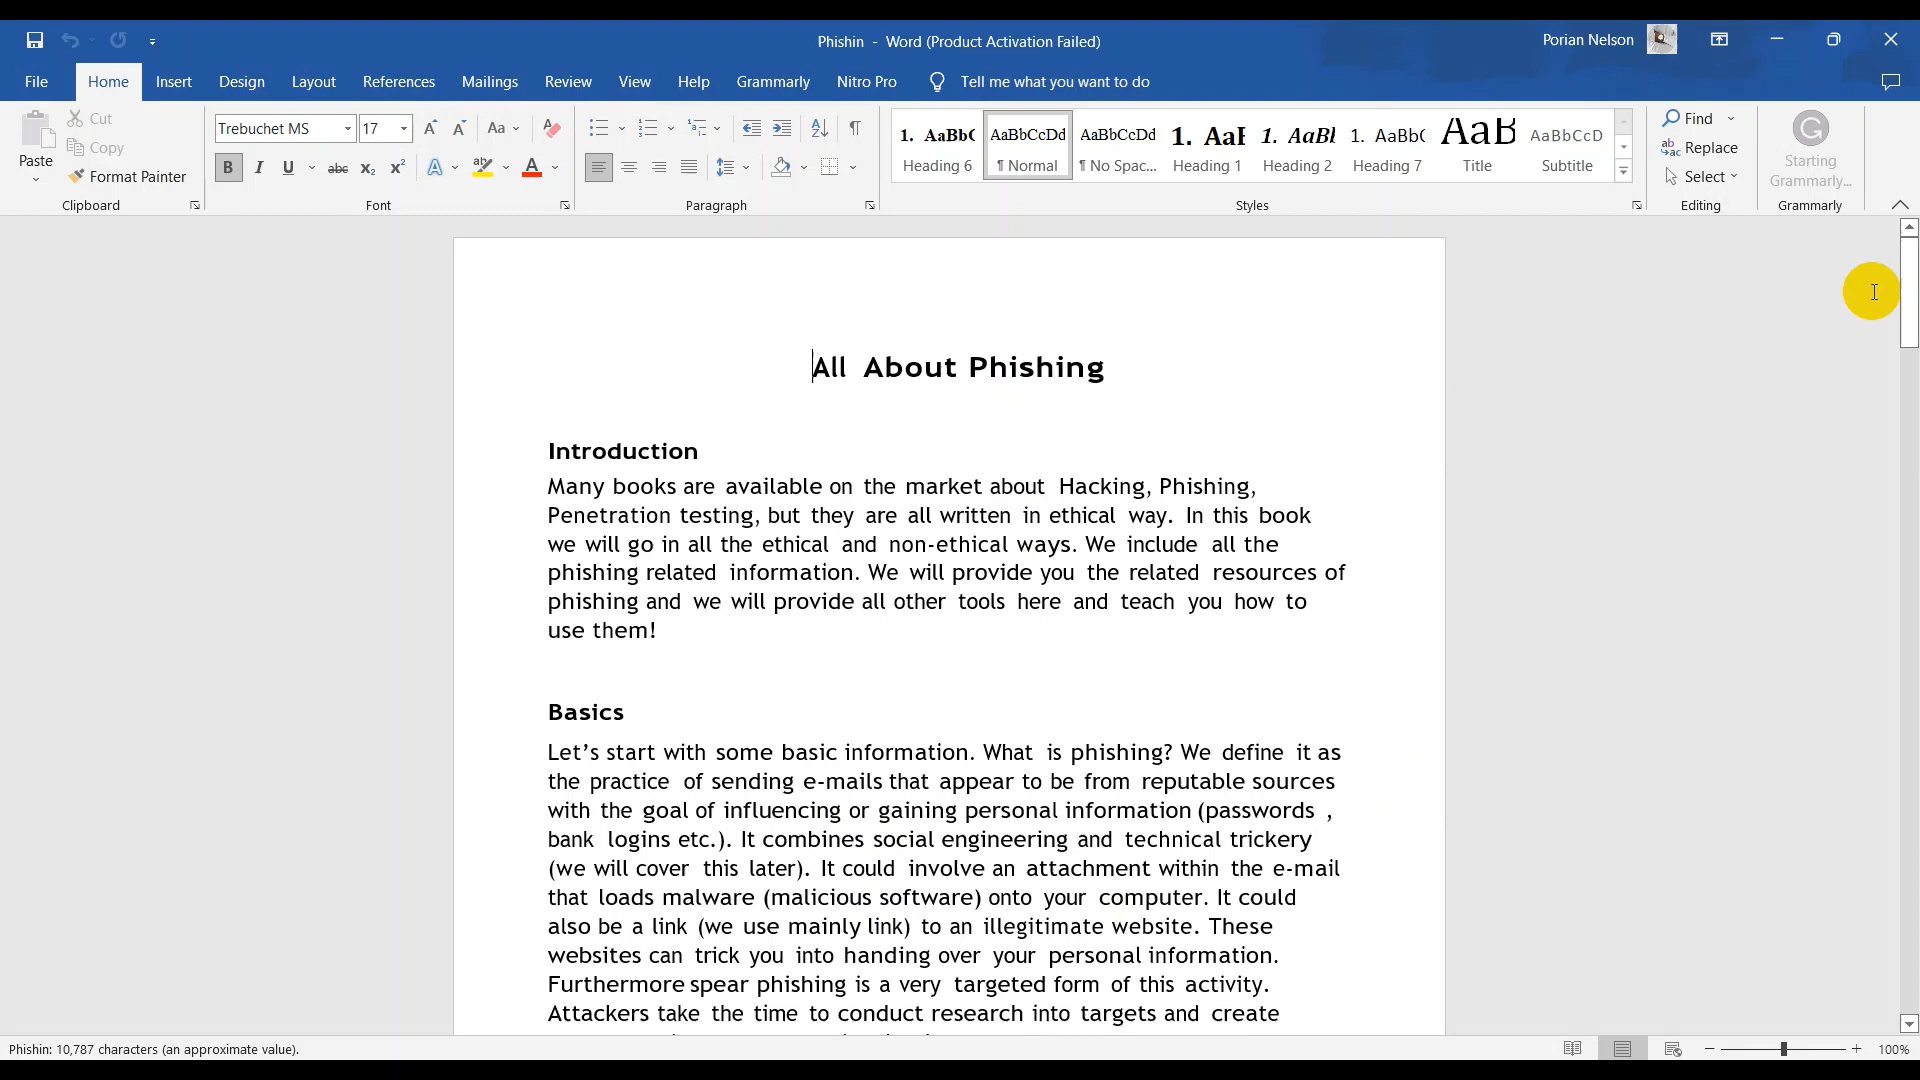 Phishin - Word (Product Activation Failed)
Porian Nelson
File Home Insert Design Layout References Mailings Review View Help Grammarly Nitro Pro Tell me what you want to do
Paste
Cut
Copy
Format Painter
Clipboard
Trebuchet MS 17
Font
Paragraph
1. AaBbC AaBbCcDd AaBbCcDd 1. AaB 1. AaBb 1. AaBbC AaB AaBbCcD
Heading 6 ¶ Normal ¶ No Spac... Heading 1 Heading 2 Heading 7 Title Subtitle
Styles
Find
Replace
Select
Editing
Starting
Grammarly...
Grammarly
All About Phishing
Introduction
Many books are available on the market about Hacking, Phishing,
Penetration testing, but they are all written in ethical way. In this book
we will go in all the ethical and non-ethical ways. We include all the
phishing related information. We will provide you the related resources of
phishing and we will provide all other tools here and teach you how to
use them!
Basics
Let’s start with some basic information. What is phishing? We define it as
the practice of sending e-mails that appear to be from reputable sources
with the goal of influencing or gaining personal information (passwords ,
bank logins etc.). It combines social engineering and technical trickery
(we will cover this later). It could involve an attachment within the e-mail
that loads malware (malicious software) onto your computer. It could
also be a link (we use mainly link) to an illegitimate website. These
websites can trick you into handing over your personal information.
Furthermore spear phishing is a very targeted form of this activity.
Attackers take the time to conduct research into targets and create
Phishin: 10,787 characters (an approximate value).
100%